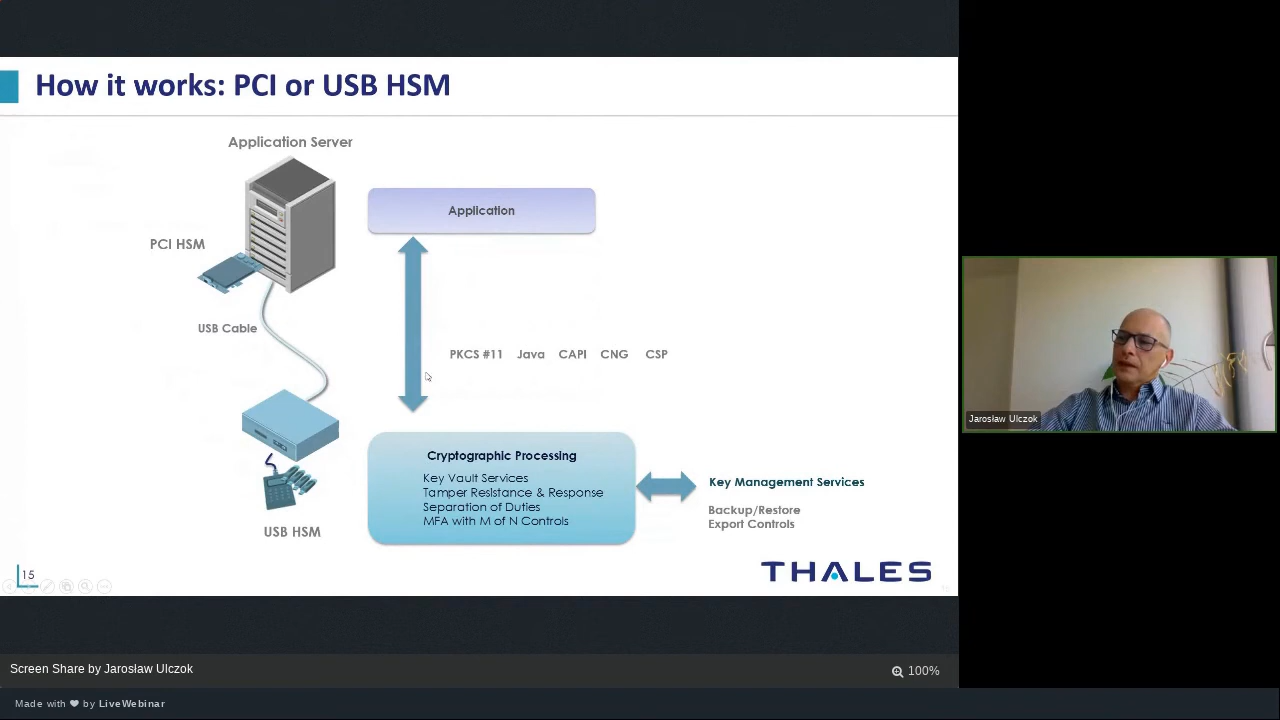 How it works: PCI or USB HSM
Application Server
Application
PCI HSM
USB Cable
PKCS #11 Java CAPI CNG CSP
Cryptographic Processing
Key Vault Services
Tamper Resistance & Response
Separation of Duties
MFA with M of N Controls
Key Management Services
Backup/Restore
Export Controls
USB HSM
THALES
15
Jarosław Ulczok
Screen Share by Jarosław Ulczok
100%
Made with ❤ by LiveWebinar